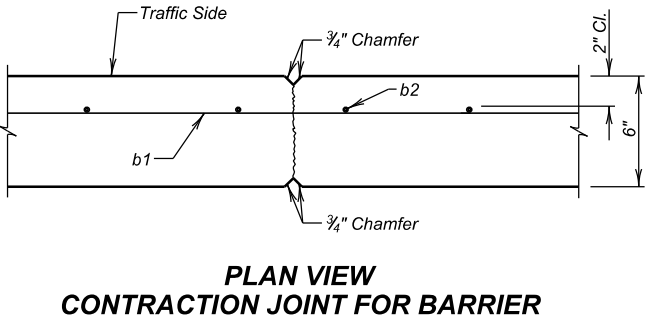 Traffic Side
¾" Chamfer
2" Cl.
b2
b1
6"
¾" Chamfer
PLAN VIEW
CONTRACTION JOINT FOR BARRIER